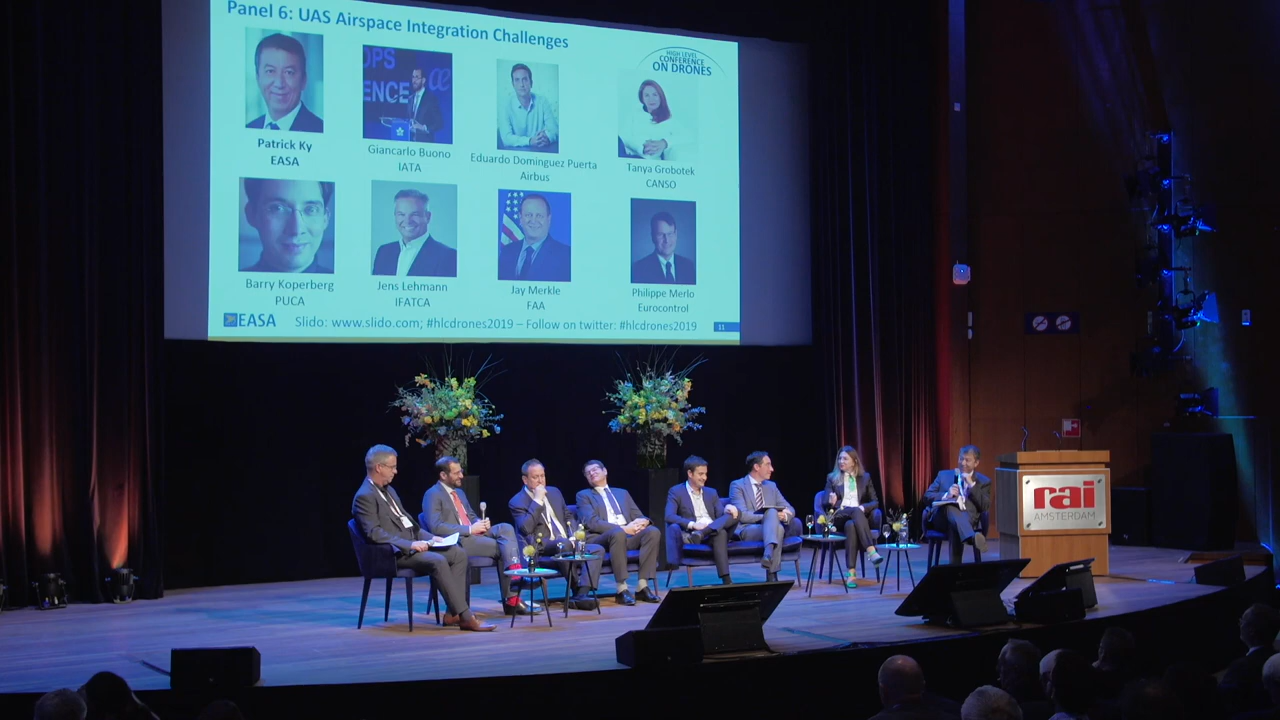 Panel 6: UAS Airspace Integration Challenges
HIGH LEVEL
CONFERENCE
ON DRONES
OPS
ENCE
Patrick Ky
EASA
Giancarlo Buono
IATA
Eduardo Dominguez Puerta
Airbus
Tanya Grobotek
CANSO
Barry Koperberg
PUCA
Jens Lehmann
IFATCA
Jay Merkle
FAA
Philippe Merlo
Eurocontrol
EASA
Slido: www.slido.com; #hlcdrones2019 – Follow on twitter: #hlcdrones2019
11
rai
AMSTERDAM